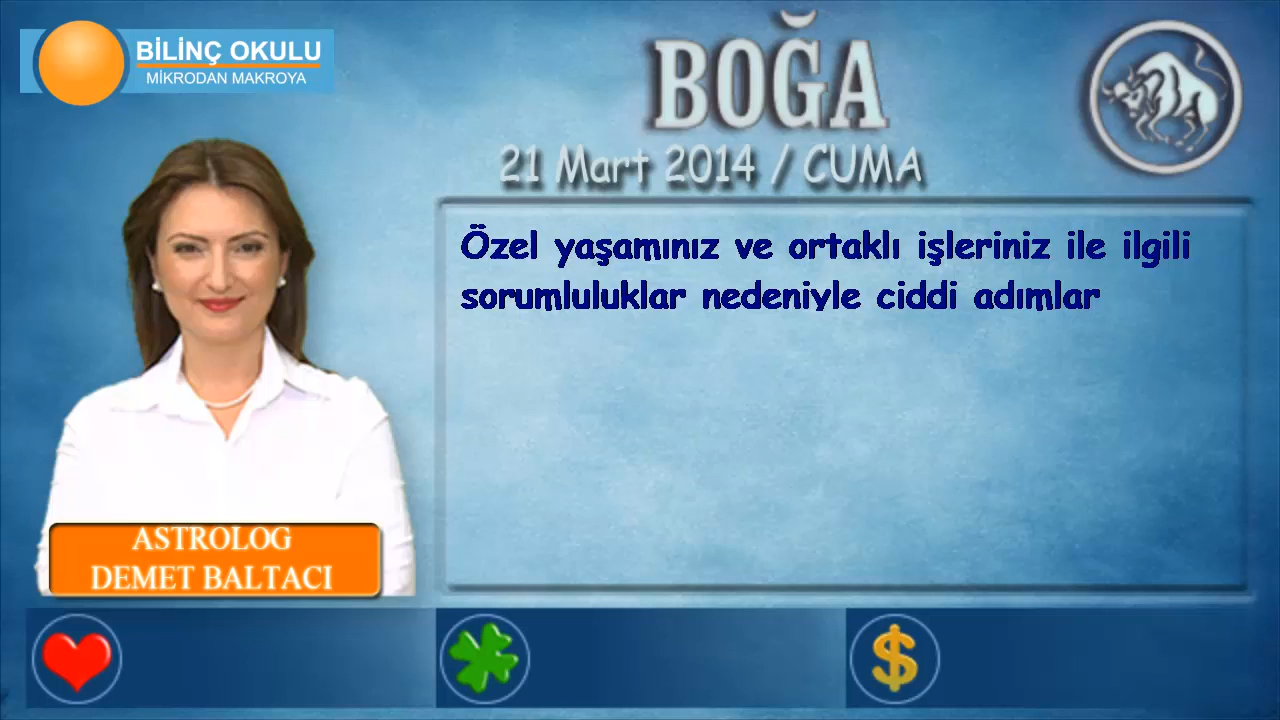 BİLİNÇ OKULU
MİKRODAN MAKROYA
BOĞA
21 Mart 2014 / CUMA
Özel yaşamınız ve ortaklı işleriniz ile ilgili
sorumluluklar nedeniyle ciddi adımlar
ASTROLOG
DEMET BALTACI